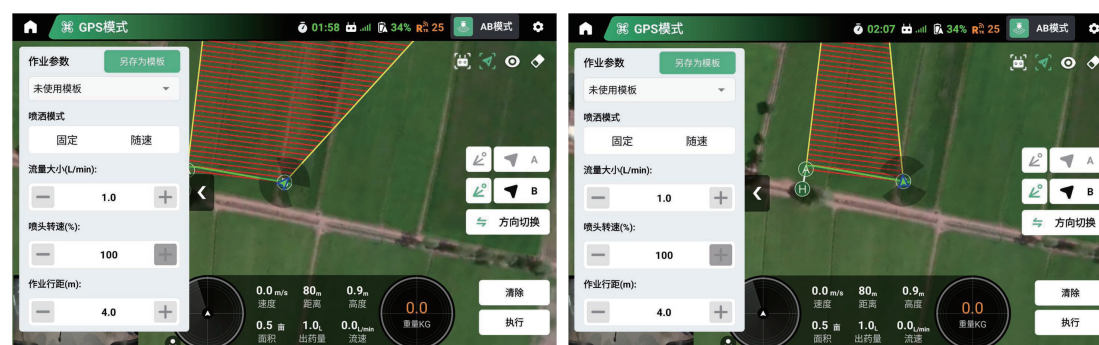 GPS模式
01:58
34%
R 25
AB模式
作业参数
另存为模板
未使用模板
喷洒模式
固定 随速
流量大小(L/min):
1.0
喷头转速(%):
100
作业行距(m):
4.0
A
B
方向切换
清除
执行
0.0 m/s 80m 0.9m
速度 距离 高度
0.5 亩 1.0L 0.0L/min
面积 出药量 流速
0.0
重量KG
GPS模式
02:07
34%
R 25
AB模式
作业参数
另存为模板
未使用模板
喷洒模式
固定 随速
流量大小(L/min):
1.0
喷头转速(%):
100
作业行距(m):
4.0
A
H
A
B
方向切换
清除
执行
0.0 m/s 80m 0.9m
速度 距离 高度
0.5 亩 1.0L 0.0L/min
面积 出药量 流速
0.0
重量KG